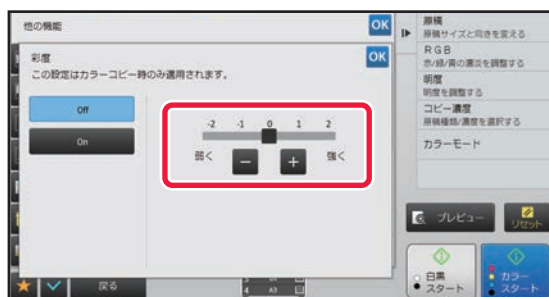 他の機能
OK
彩度
この設定はカラーコピー時のみ適用されます。
OK
Off
On
-2 -1 0 1 2
弱く
強く
戻る
A3
原稿
原稿サイズと向きを変える
RGB
赤/緑/青の濃淡を調整する
明度
明度を調整する
コピー濃度
原稿種類/濃度を選択する
カラーモード
プレビュー
リセット
白黒
スタート
カラー
スタート